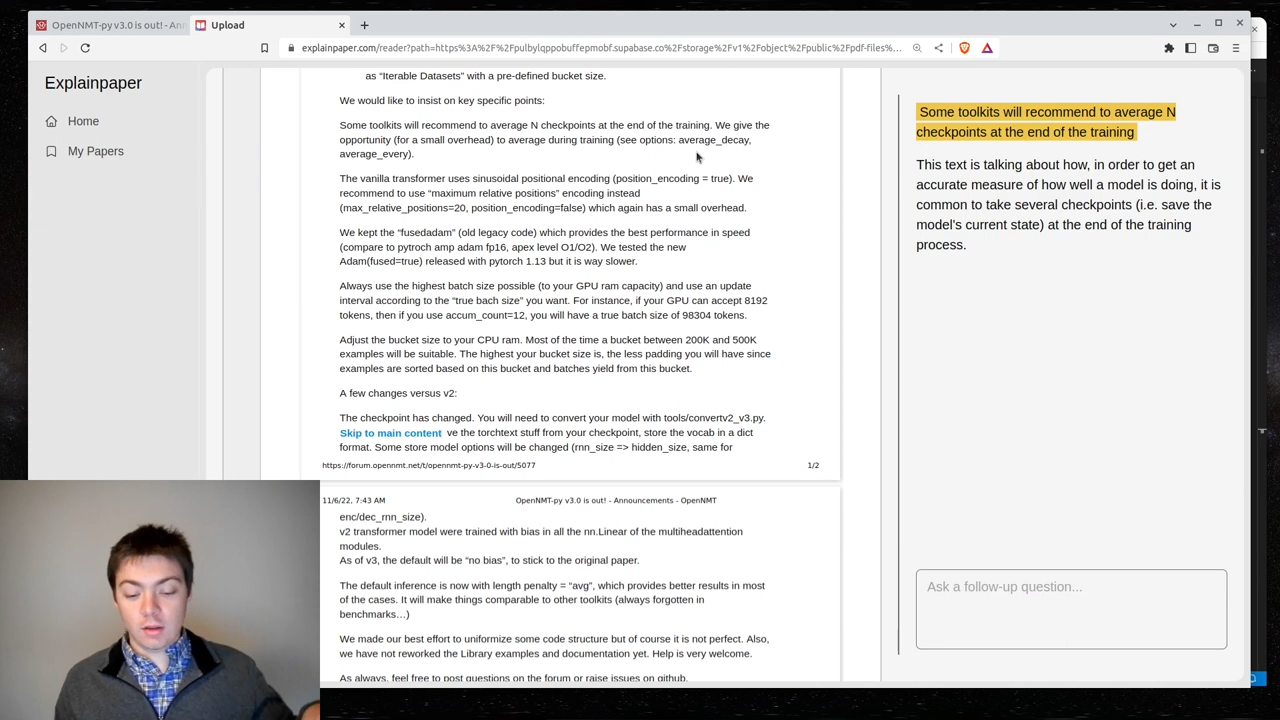 OpenNMT-py v3.0 is out! - Ann
Upload
explainpaper.com/reader?path=https%3A%2F%2Fpulbylqppobuffepmobf.supabase.co%2Fstorage%2Fv1%2Fobject%2Fpublic%2Fpdf-files%...
Explainpaper
Home
My Papers
as “Iterable Datasets” with a pre-defined bucket size.
We would like to insist on key specific points:
Some toolkits will recommend to average N checkpoints at the end of the training. We give the
opportunity (for a small overhead) to average during training (see options: average_decay,
average_every).
The vanilla transformer uses sinusoidal positional encoding (position_encoding = true). We
recommend to use “maximum relative positions” encoding instead
(max_relative_positions=20, position_encoding=false) which again has a small overhead.
We kept the “fusedadam” (old legacy code) which provides the best performance in speed
(compare to pytroch amp adam fp16, apex level O1/O2). We tested the new
Adam(fused=true) released with pytorch 1.13 but it is way slower.
Always use the highest batch size possible (to your GPU ram capacity) and use an update
interval according to the “true bach size” you want. For instance, if your GPU can accept 8192
tokens, then if you use accum_count=12, you will have a true batch size of 98304 tokens.
Adjust the bucket size to your CPU ram. Most of the time a bucket between 200K and 500K
examples will be suitable. The highest your bucket size is, the less padding you will have since
examples are sorted based on this bucket and batches yield from this bucket.
A few changes versus v2:
The checkpoint has changed. You will need to convert your model with tools/convertv2_v3.py.
Skip to main content ve the torchtext stuff from your checkpoint, store the vocab in a dict
format. Some store model options will be changed (rnn_size => hidden_size, same for
https://forum.opennmt.net/t/opennmt-py-v3-0-is-out/5077 1/2
11/6/22, 7:43 AM OpenNMT-py v3.0 is out! - Announcements - OpenNMT
enc/dec_rnn_size).
v2 transformer model were trained with bias in all the nn.Linear of the multiheadattention
modules.
As of v3, the default will be “no bias”, to stick to the original paper.
The default inference is now with length penalty = “avg”, which provides better results in most
of the cases. It will make things comparable to other toolkits (always forgotten in
benchmarks…)
We made our best effort to uniformize some code structure but of course it is not perfect. Also,
we have not reworked the Library examples and documentation yet. Help is very welcome.
As always, feel free to post questions on the forum or raise issues on github.
Some toolkits will recommend to average N
checkpoints at the end of the training
This text is talking about how, in order to get an
accurate measure of how well a model is doing, it is
common to take several checkpoints (i.e. save the
model's current state) at the end of the training
process.
Ask a follow-up question...